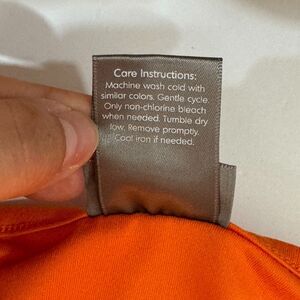 Care Instructions:
Machine wash cold with
similar colors. Gentle cycle.
Only non-chlorine bleach
when needed. Tumble dry
low. Remove promptly.
Cool iron if needed.